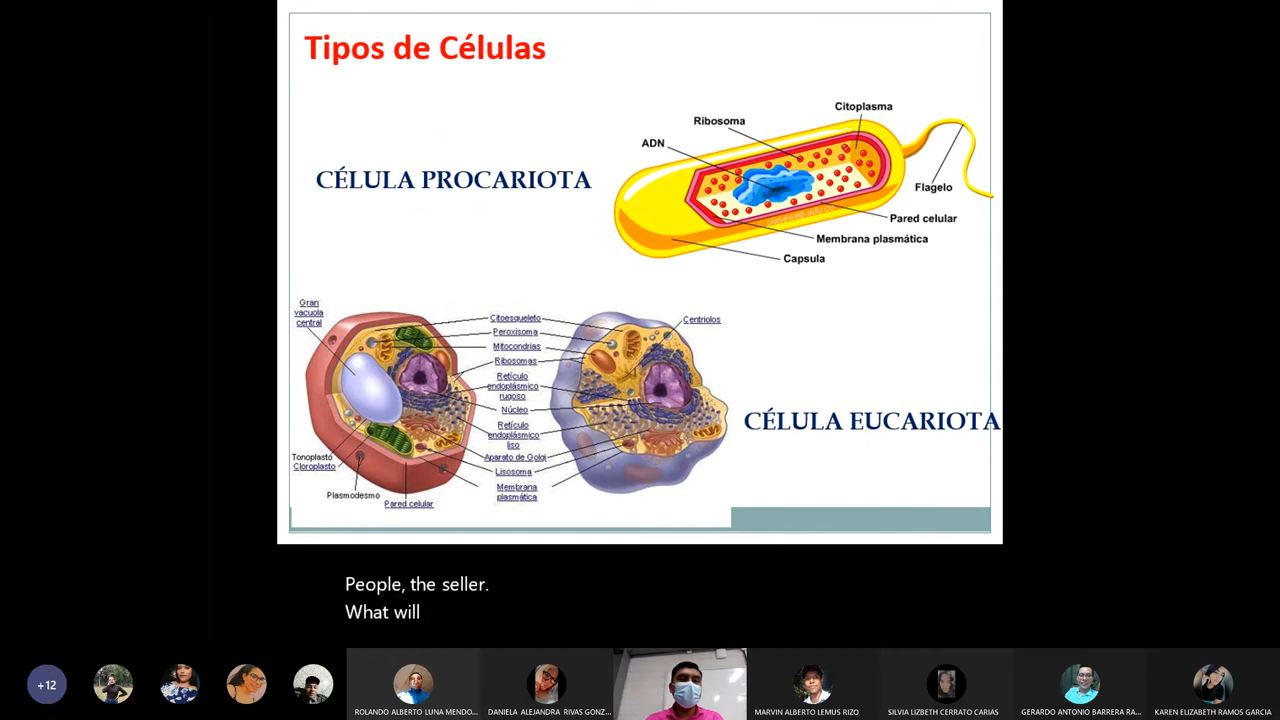 Tipos de Células
Citoplasma
Ribosoma
ADN
CÉLULA PROCARIOTA
Flagelo
Pared celular
Membrana plasmática
Capsula
Gran
vacuola
central
Citoesqueleto
Peroxisoma
Mitocondrias
Ribosomas
Retículo
endoplásmico
rugoso
Núcleo
Retículo
endoplásmico
liso
Aparato de Golgi
Lisosoma
Membrana
plasmática
Centriolos
CÉLULA EUCARIOTA
Tonoplasto
Cloroplasto
Plasmodesmo
Pared celular
People, the seller.
What will
+12
ROLANDO ALBERTO LUNA MENDO...
DANIELA ALEJANDRA RIVAS GONZ...
MARVIN ALBERTO LEMUS RIZO
SILVIA LIZBETH CERRATO CARIAS
GERARDO ANTONIO BARRERA RA...
KAREN ELIZABETH RAMOS GARCIA